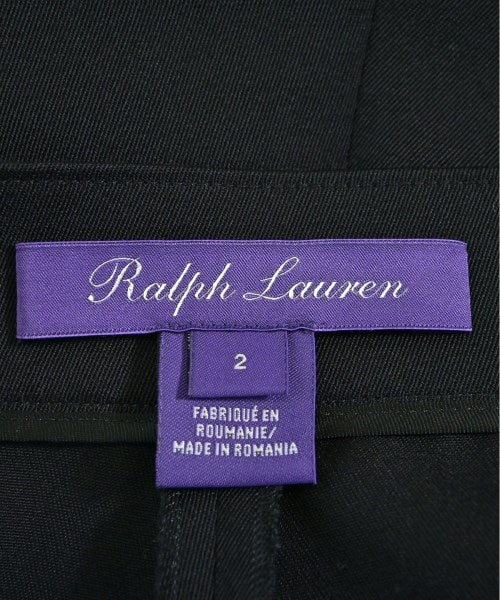 Ralph Lauren
2
FABRIQUÉ EN
ROUMANIE/
MADE IN ROMANIA